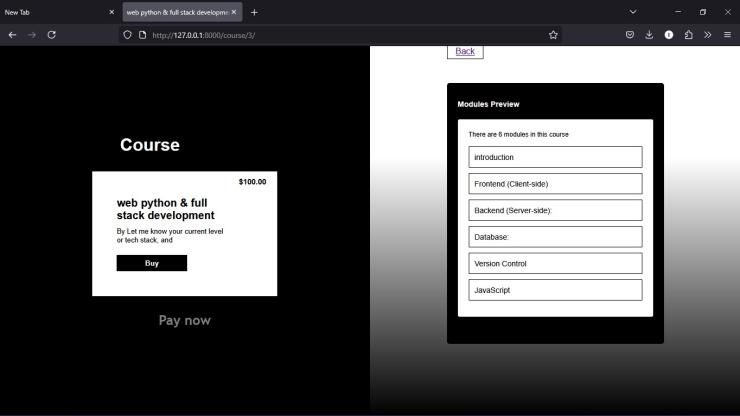 New Tab
web python & full stack developme
http://127.0.0.1:8000/course/3/
Back
Course
$100.00
web python & full
stack development
By Let me know your current level
or tech stack, and
Buy
Pay now
Modules Preview
There are 6 modules in this course
introduction
Frontend (Client-side)
Backend (Server-side):
Database:
Version Control
JavaScript